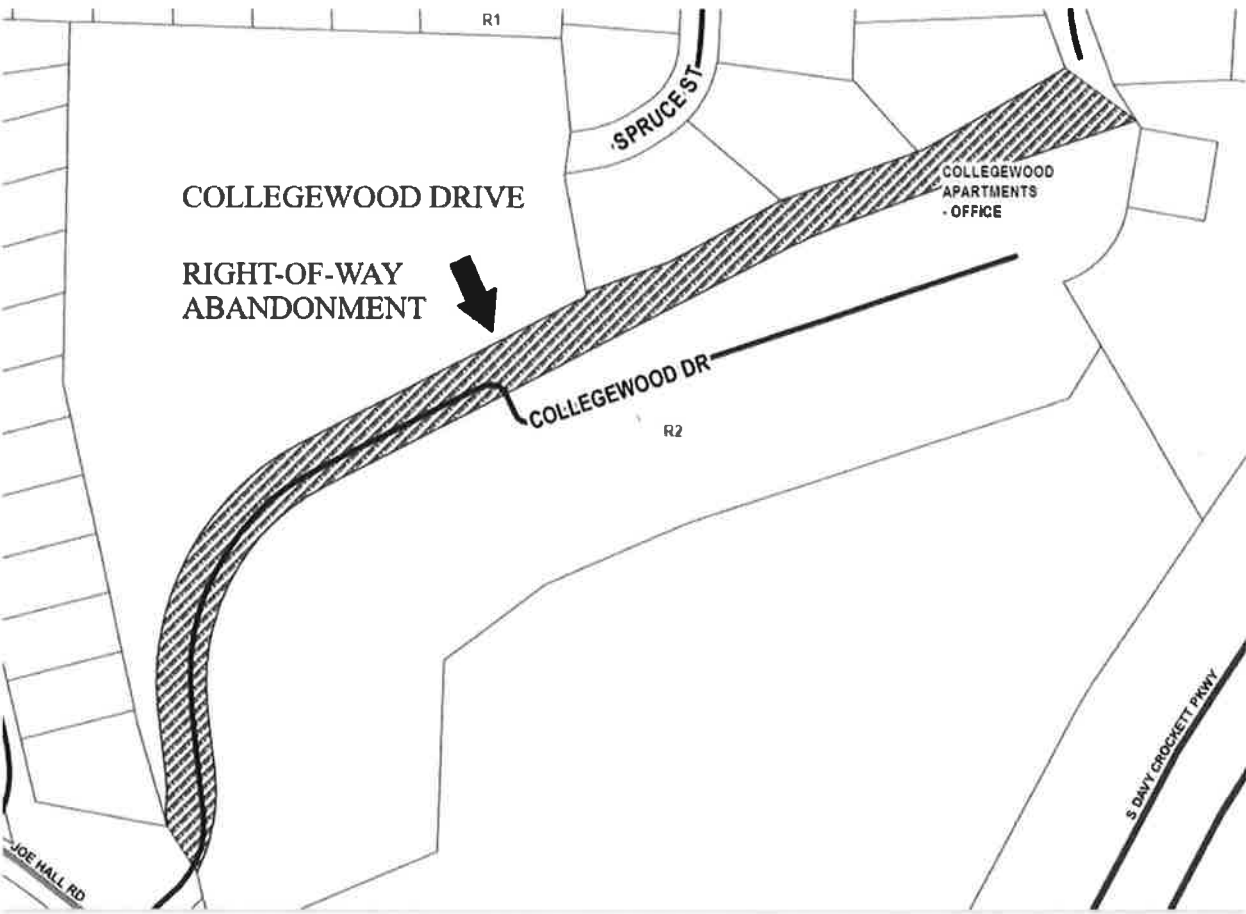 R1
SPRUCE ST
COLLEGEWOOD DRIVE
COLLEGEWOOD
APARTMENTS
- OFFICE
RIGHT-OF-WAY
ABANDONMENT
COLLEGEWOOD DR
R2
S DAVY CROCKETT PKWY
JOE HALL RD